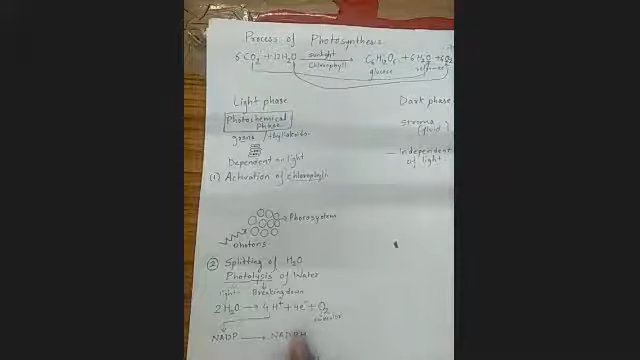 Process of Photosynthesis
6CO2 + 12H2O sunlight Chlorophyll → C6H12O6 + 6H2O + 6O2
glucose
Light phase
Dark phase
Photochemical Phase
stroma (fluid)
grana / thyllakoids
Dependent on light
independent of light
(1) Activation of chlorophyll
Photosystem
Photons
② Splitting of H2O
Photolysis of Water
light Breaking down
2H2O → 4H+ + 4e- + O2
molecular
NADP → NADPH